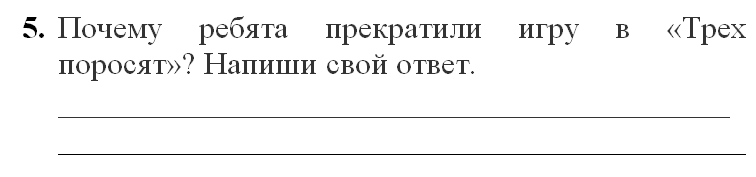 5. Почему ребята прекратили игру в «Трех
поросят»? Напиши свой ответ.